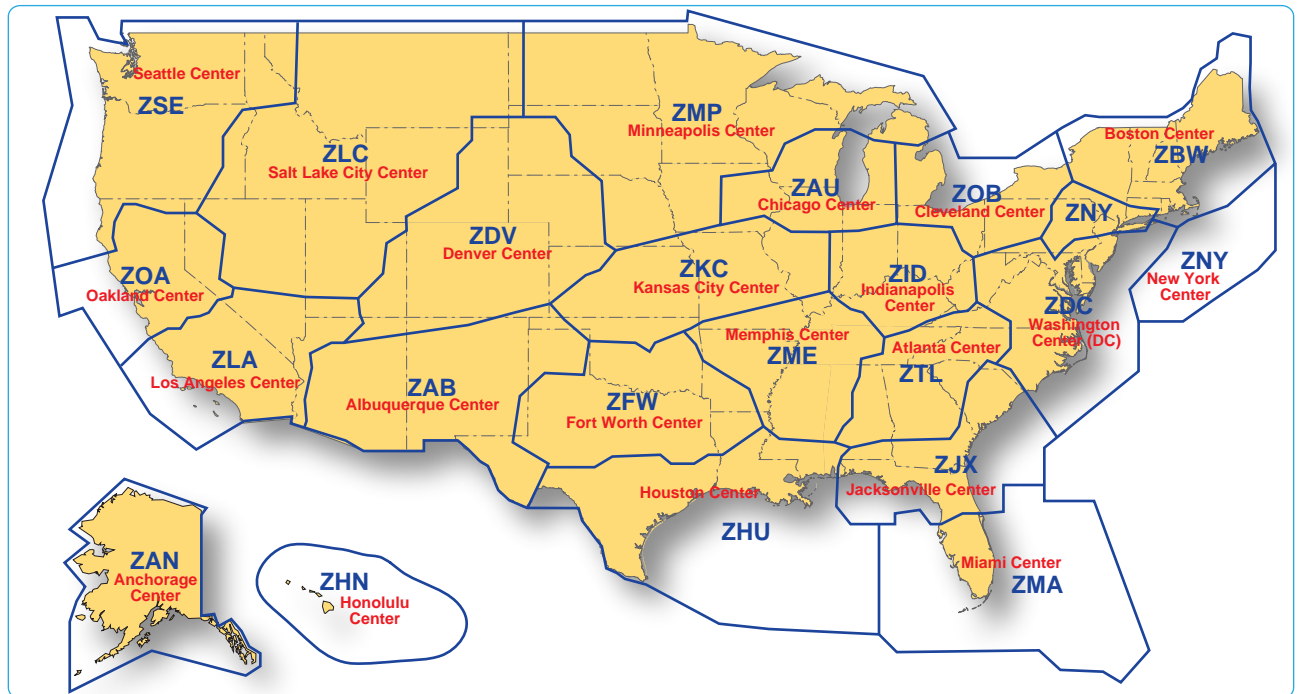 Seattle Center
ZSE
ZLC
Salt Lake City Center
ZMP
Minneapolis Center
Boston Center
ZBW
ZAU
Chicago Center
ZOB
Cleveland Center
ZNY
ZDV
Denver Center
ZOA
Oakland Center
ZKC
Kansas City Center
ZID
Indianapolis
Center
ZNY
New York
Center
ZDC
Washington
Center (DC)
ZLA
Los Angeles Center
ZAB
Albuquerque Center
Memphis Center
ZME
Atlanta Center
ZTL
ZFW
Fort Worth Center
ZJX
Jacksonville Center
Houston Center
ZHU
ZAN
Anchorage
Center
ZHN
Honolulu
Center
Miami Center
ZMA